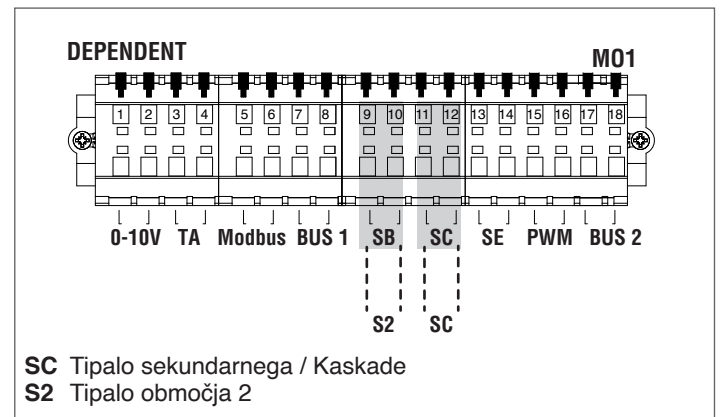 DEPENDENT M01
1 2 3 4 5 6 7 8 9 10 11 12 13 14 15 16 17 18
0-10V TA Modbus BUS 1 SB SC SE PWM BUS 2
S2 SC
SC Tipalo sekundarnega / Kaskade
S2 Tipalo območja 2